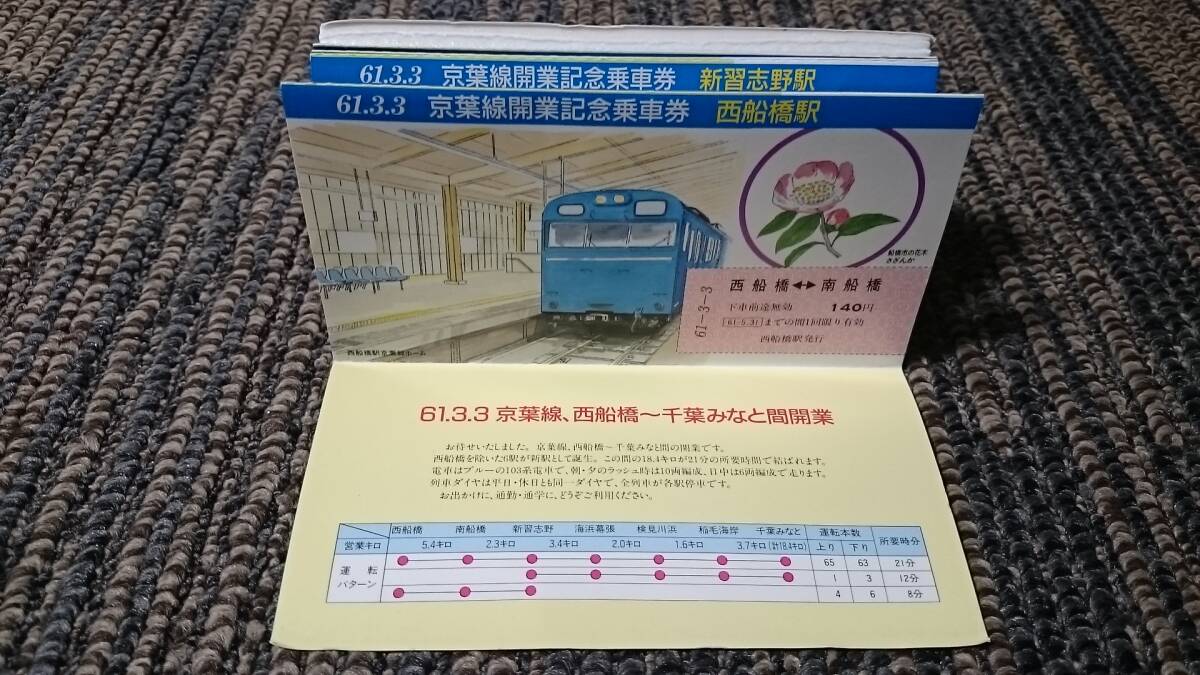 61.3.3 京葉線開業記念乗車券 新習志野駅
61.3.3 京葉線開業記念乗車券 西船橋駅
船橋市の花木
さざんか
西船橋駅京葉線ホーム
61-3-3
西船橋◀▶南船橋
下車前途無効 140円
61-5.31までの間1回限り有効
西船橋駅発行
61.3.3 京葉線、西船橋~千葉みなと間開業
お待せいたしました。京葉線、西船橋~千葉みなと間の開業です。
西船橋を除いた6駅が新駅として誕生。この間の18.4キロが21分の所要時間で結ばれます。
電車はブルーの103系電車で、朝・夕のラッシュ時は10両編成、日中は6両編成で走ります。
列車ダイヤは平日・休日とも同一ダイヤで、全列車が各駅停車です。
お出かけに、通勤・通学に、どうぞご利用ください。
西船橋 南船橋 新習志野 海浜幕張 検見川浜 稲毛海岸 千葉みなと 運転本数 所要時分
営業キロ 5.4キロ 2.3キロ 3.4キロ 2.0キロ 1.6キロ 3.7キロ(計18.4キロ) 上り 下り
運転パターン 65 63 21分
1 3 12分
4 6 8分